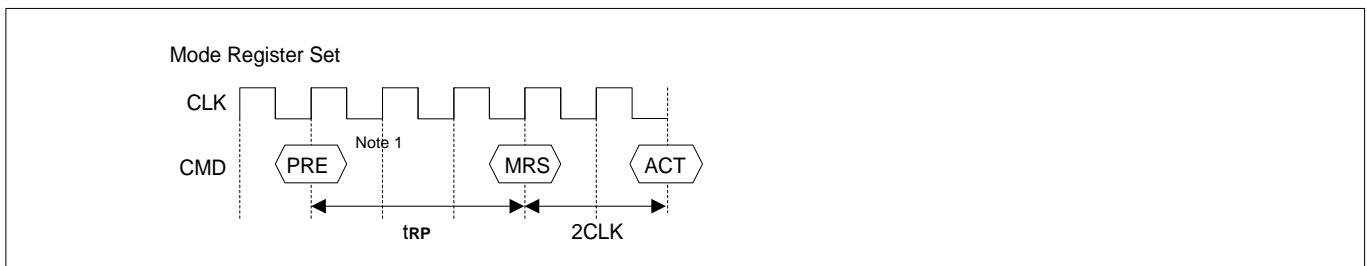 Mode Register Set
CLK
Note 1
CMD PRE MRS ACT
tRP 2CLK